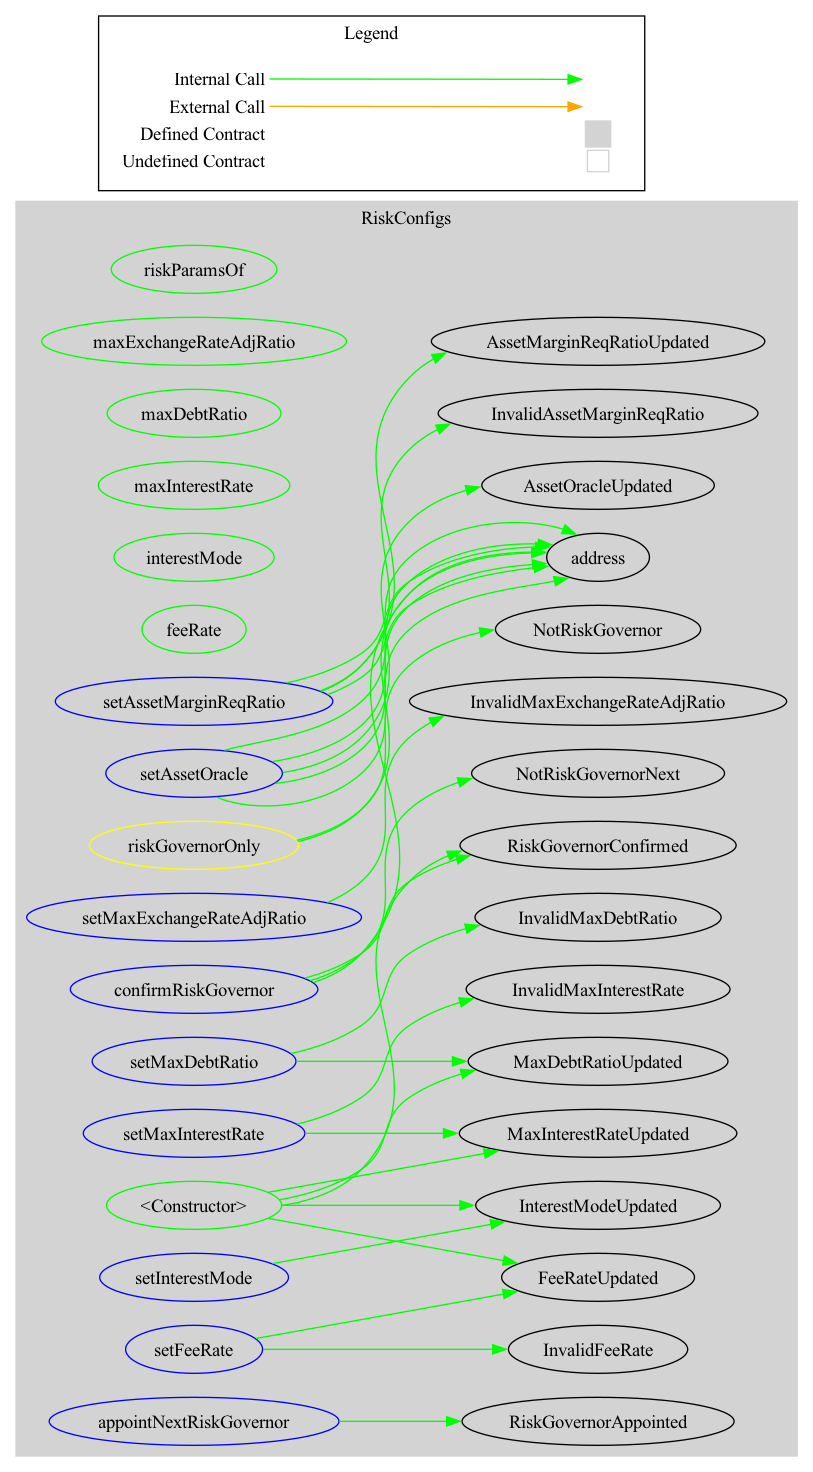 Legend
Internal Call
External Call
Defined Contract
Undefined Contract
RiskConfigs
riskParamsOf
maxExchangeRateAdjRatio
AssetMarginReqRatioUpdated
maxDebtRatio
InvalidAssetMarginReqRatio
maxInterestRate
AssetOracleUpdated
interestMode
address
feeRate
NotRiskGovernor
setAssetMarginReqRatio
InvalidMaxExchangeRateAdjRatio
setAssetOracle
NotRiskGovernorNext
riskGovernorOnly
RiskGovernorConfirmed
setMaxExchangeRateAdjRatio
InvalidMaxDebtRatio
confirmRiskGovernor
InvalidMaxInterestRate
setMaxDebtRatio
MaxDebtRatioUpdated
setMaxInterestRate
MaxInterestRateUpdated
<Constructor>
InterestModeUpdated
setInterestMode
FeeRateUpdated
setFeeRate
InvalidFeeRate
appointNextRiskGovernor
RiskGovernorAppointed